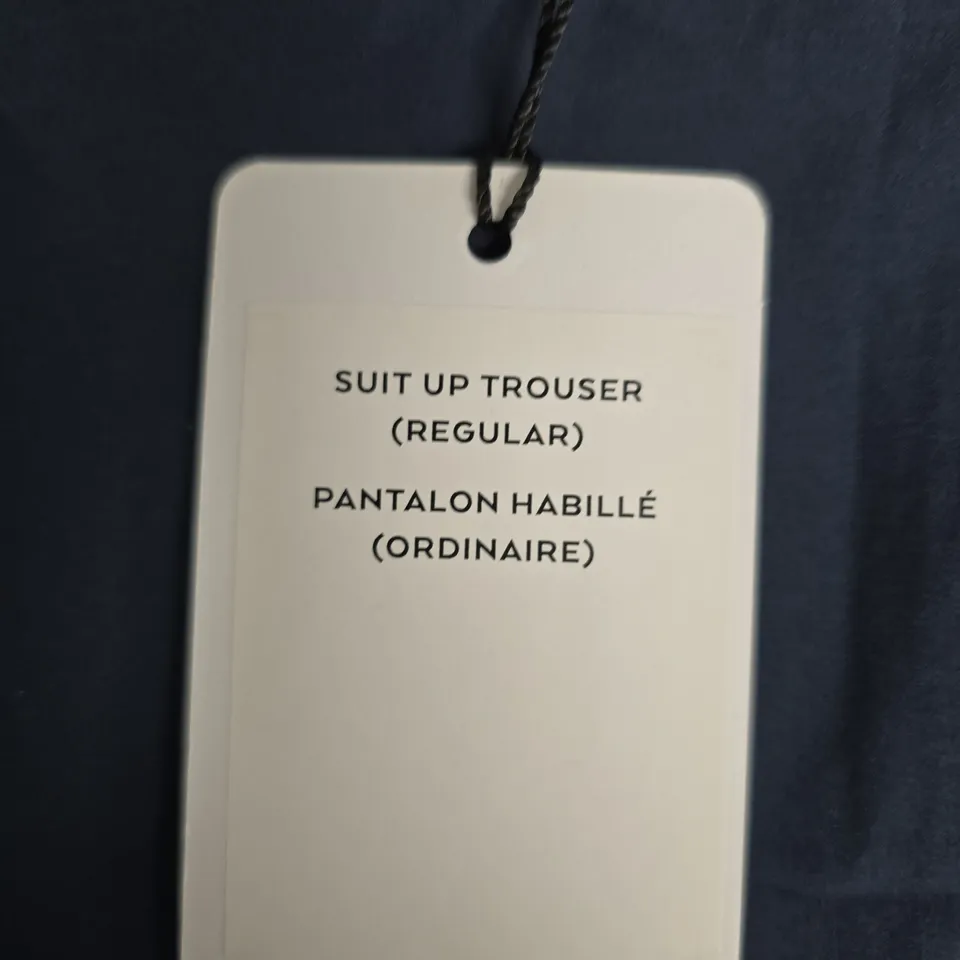 SUIT UP TROUSER
(REGULAR)
PANTALON HABILLÉ
(ORDINAIRE)